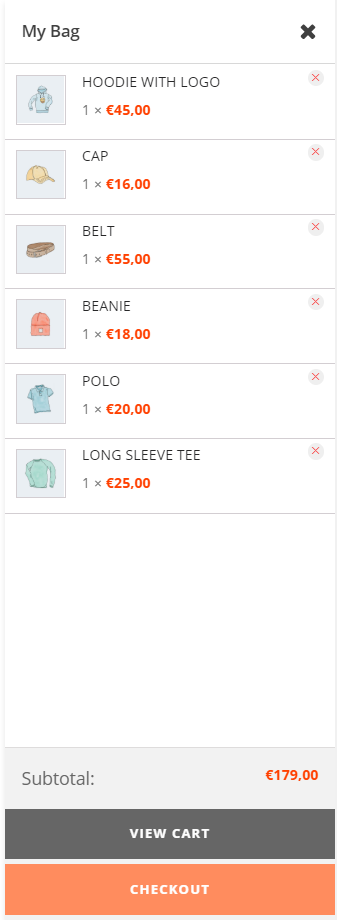 My Bag
HOODIE WITH LOGO
1 × €45,00
CAP
1 × €16,00
BELT
1 × €55,00
BEANIE
1 × €18,00
POLO
1 × €20,00
LONG SLEEVE TEE
1 × €25,00
Subtotal: €179,00
VIEW CART
CHECKOUT